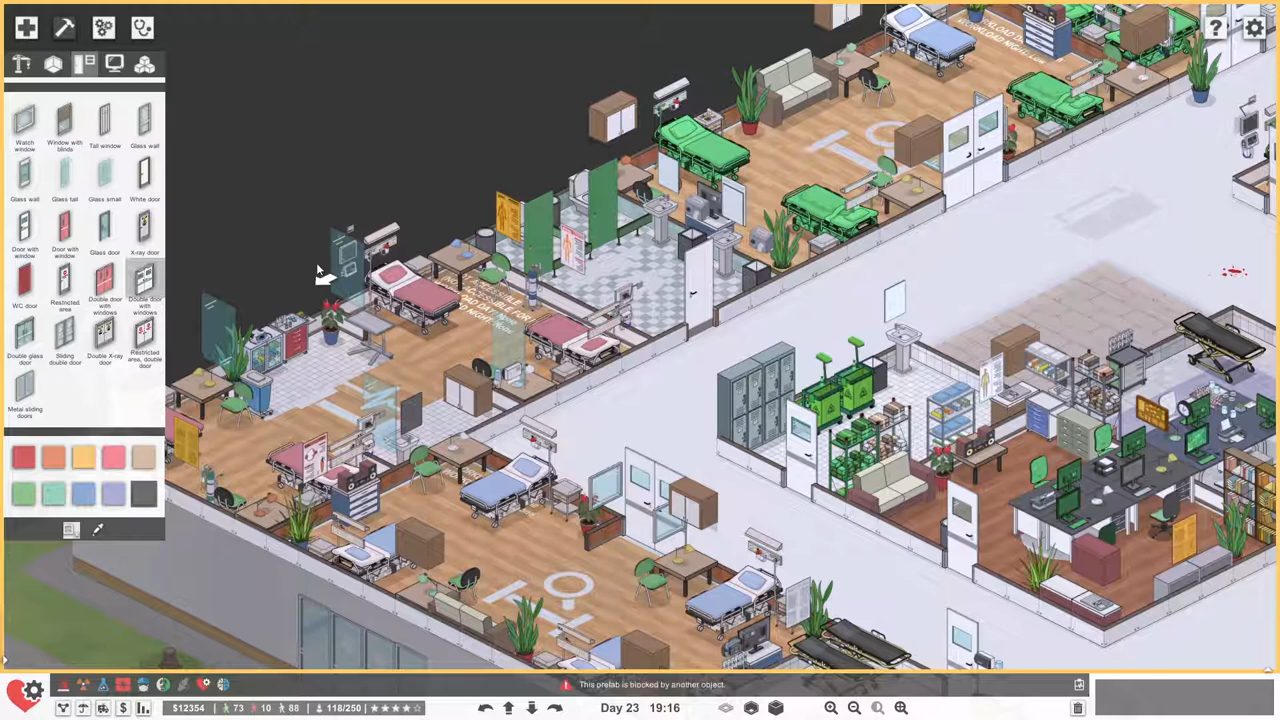 ?
Watch window
Window with blinds
Tall window
Glass wall
Glass wall
Glass tall
Glass small
White door
Door with window
Door with window
Glass door
X-ray door
WC door
Restricted area
Double door with windows
Double door with windows
Double glass door
Sliding double door
Double X-ray door
Restricted area, double door
Metal sliding doors
This prefab is blocked by another object.
$12354
73
10
88
118/250
Day 23
19:16